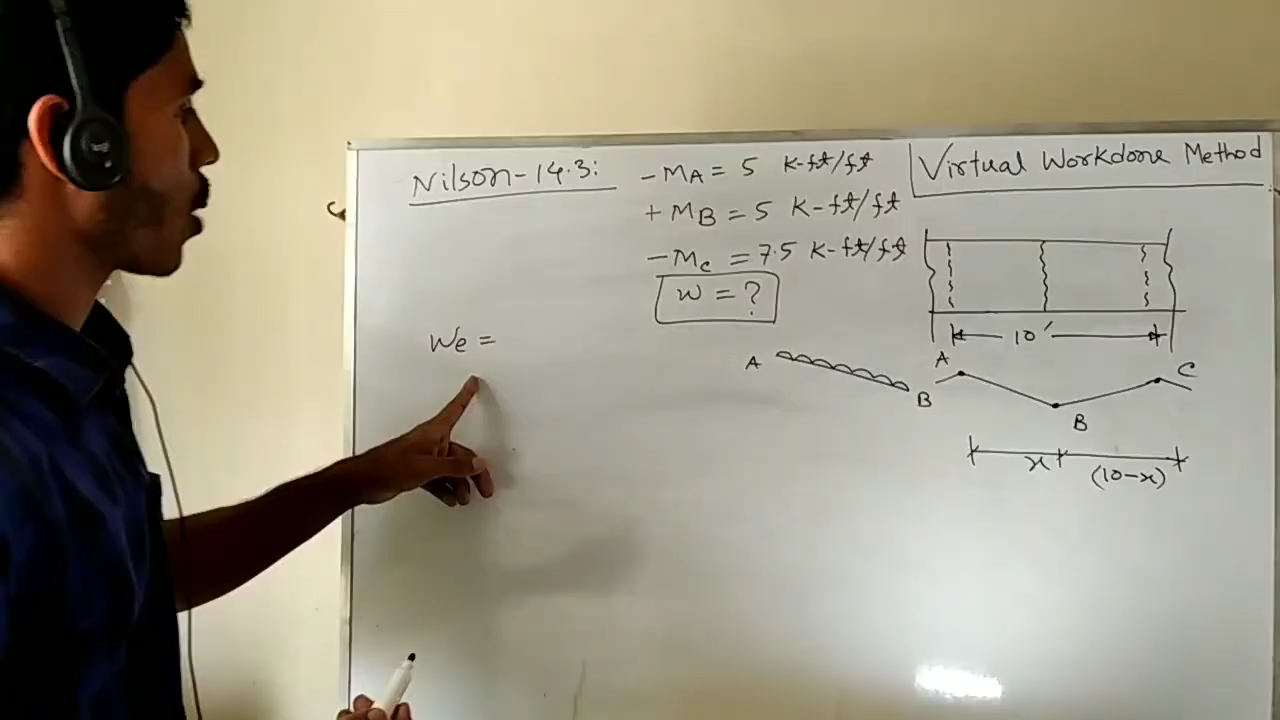 Nilson-14.3:
-MA = 5 K-ft/ft
+MB = 5 K-ft/ft
-Mc = 7.5 K-ft/ft
w = ?
Virtual Workdone Method
We =
10'
A
B
C
A
B
x
(10-x)